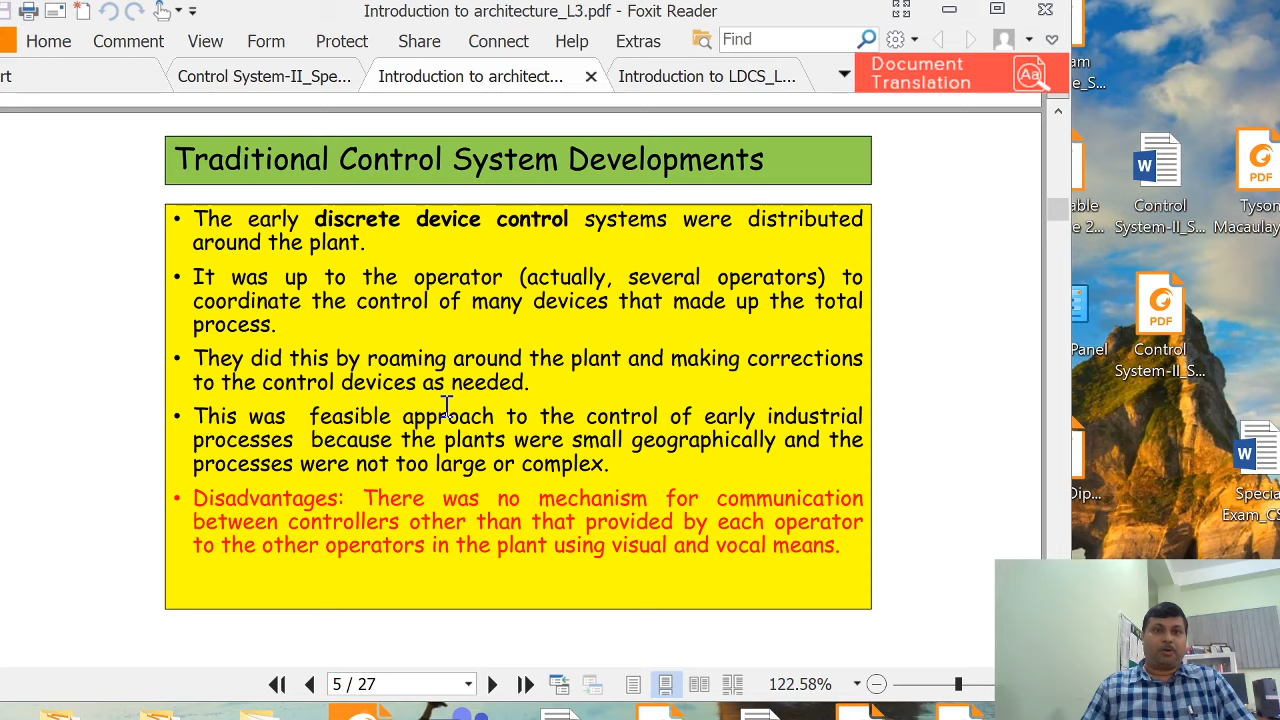 Introduction to architecture_L3.pdf - Foxit Reader
Home Comment View Form Protect Share Connect Help Extras Find
Control System-II_Spe... Introduction to architect... Introduction to LDCS_L...
Document
Translation
Traditional Control System Developments
• The early discrete device control systems were distributed
around the plant.
• It was up to the operator (actually, several operators) to
coordinate the control of many devices that made up the total
process.
• They did this by roaming around the plant and making corrections
to the control devices as needed.
• This was feasible approach to the control of early industrial
processes because the plants were small geographically and the
processes were not too large or complex.
• Disadvantages: There was no mechanism for communication
between controllers other than that provided by each operator
to the other operators in the plant using visual and vocal means.
5 / 27
122.58%
Control
System-II_S...
Tyson
Macaulay
PDF
PDF
Control
System-II_S...